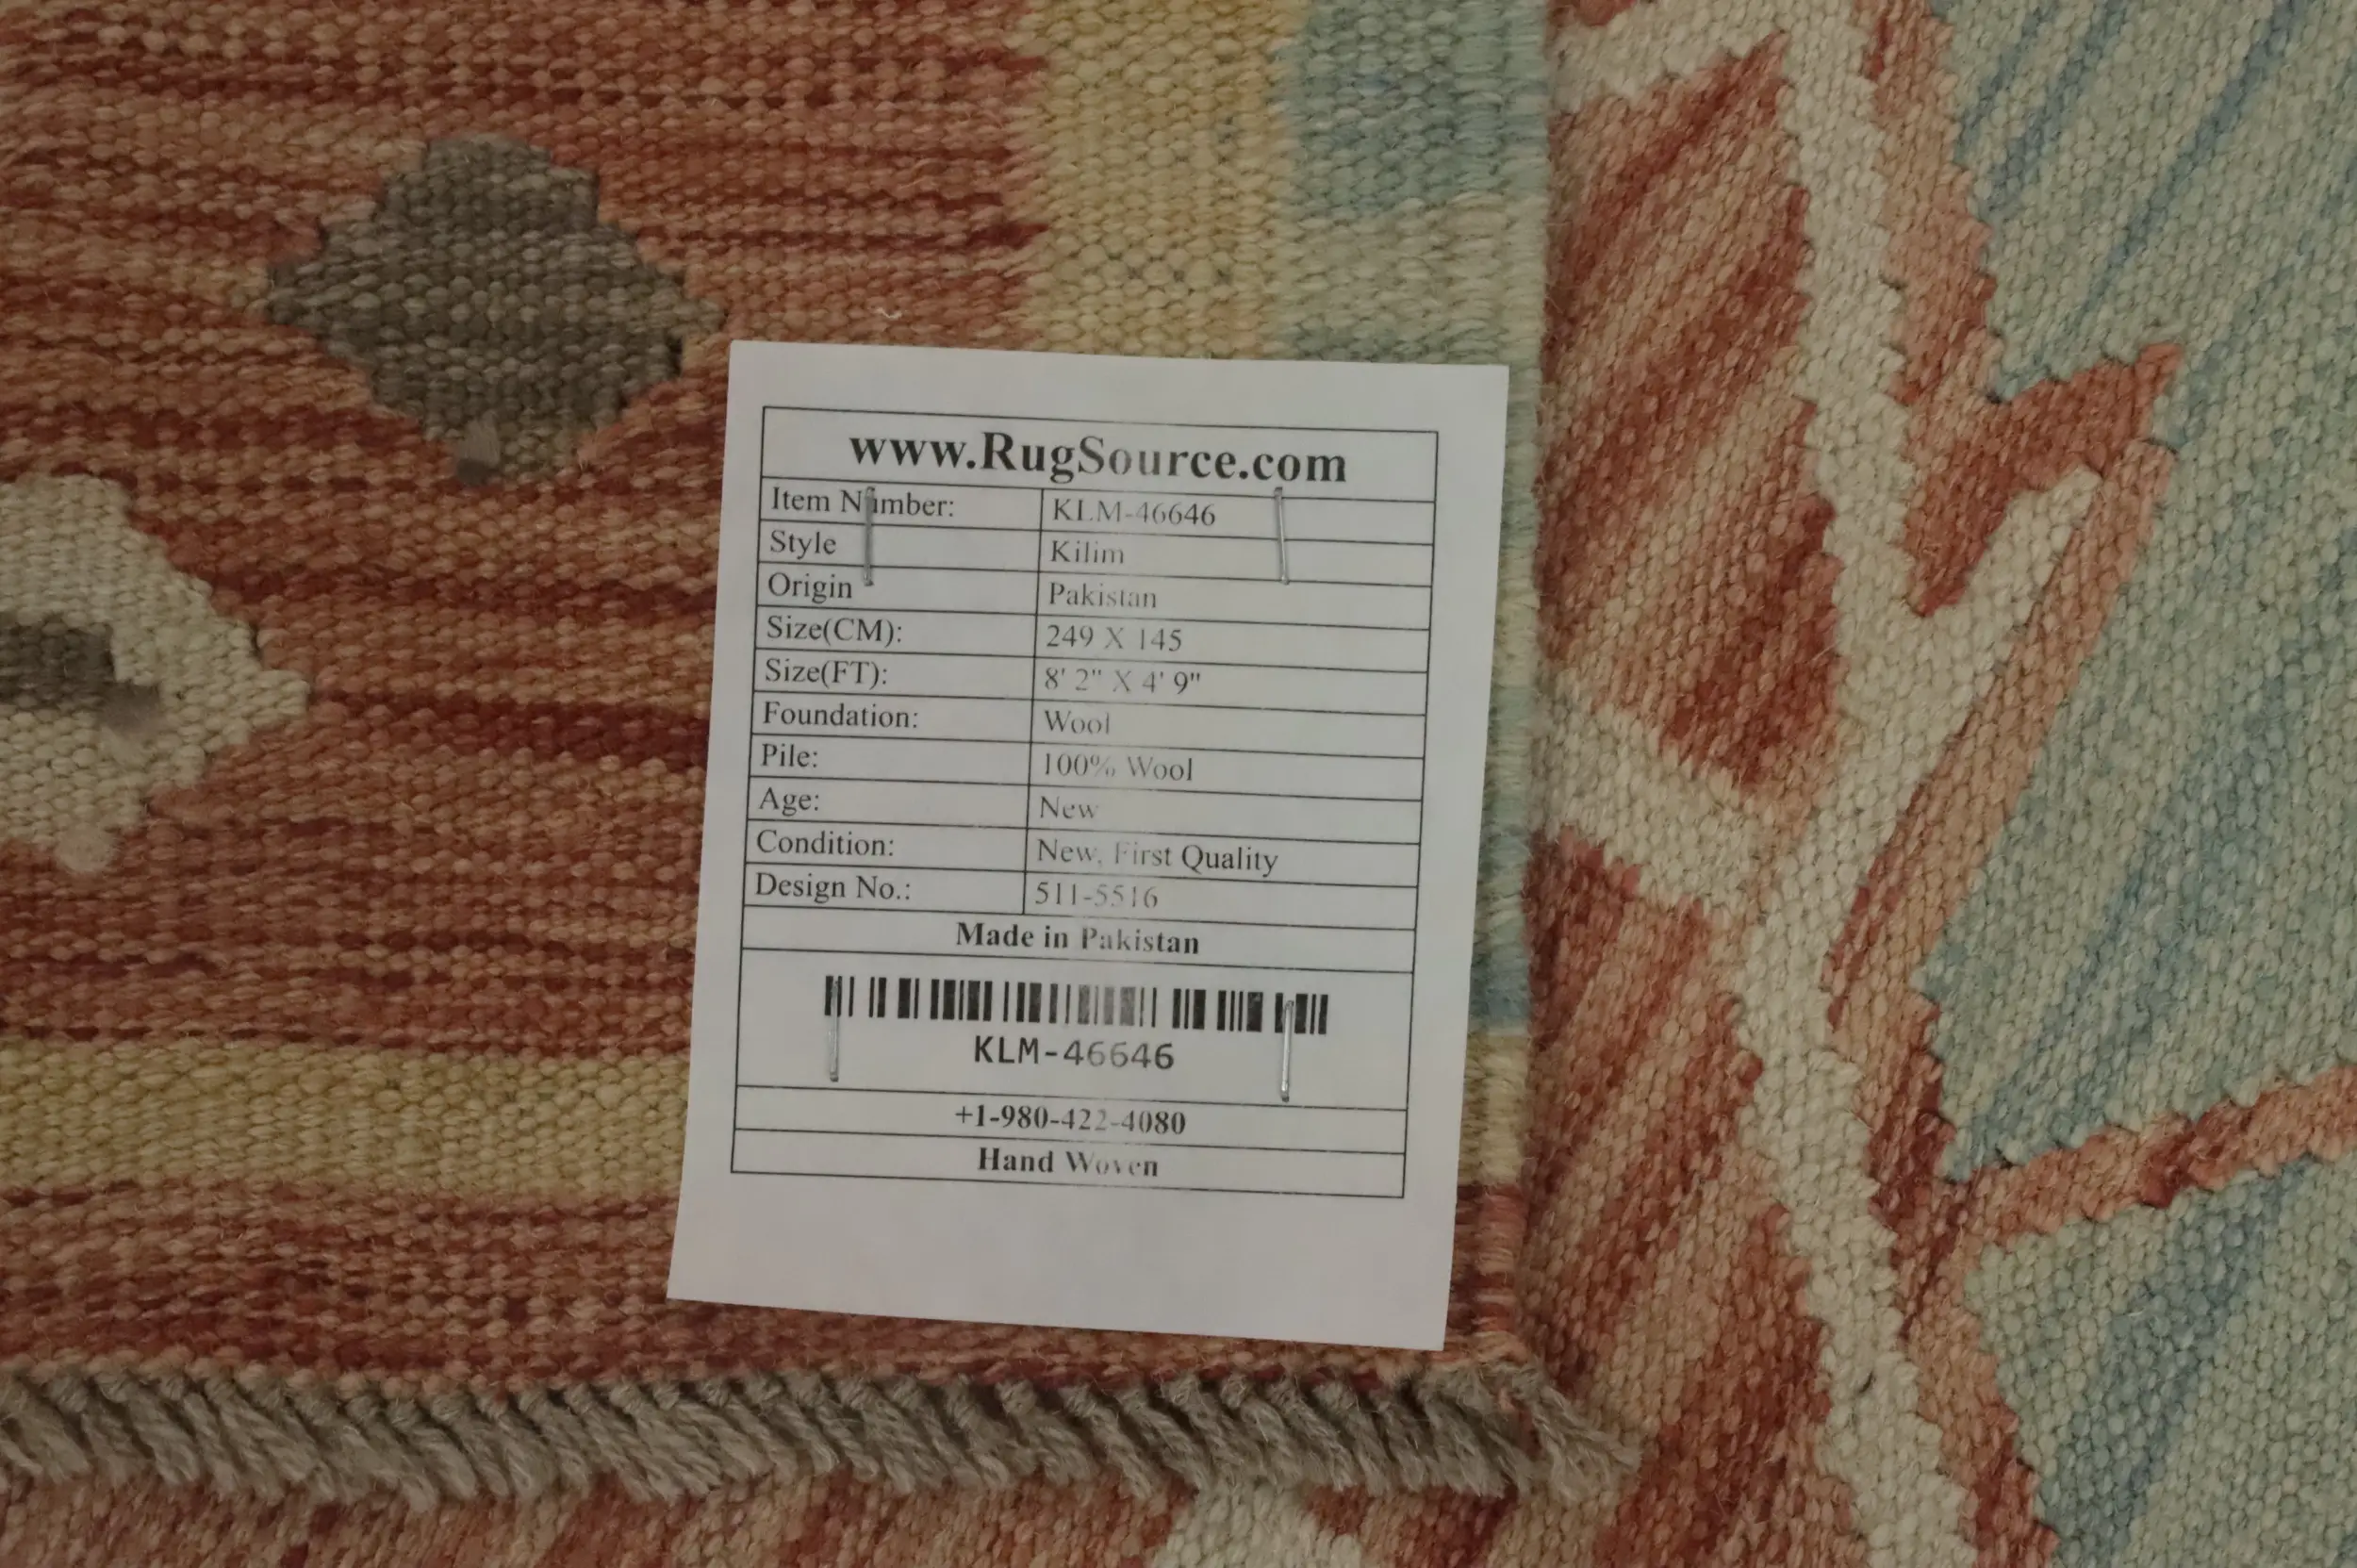 www.RugSource.com
Item Number: KLM-46646
Style Kilim
Origin Pakistan
Size(CM): 249 X 145
Size(FT): 8' 2" X 4' 9"
Foundation: Wool
Pile: 100% Wool
Age: New
Condition: New, First Quality
Design No.: 511-5516
Made in Pakistan
KLM-46646
+1-980-422-4080
Hand Woven